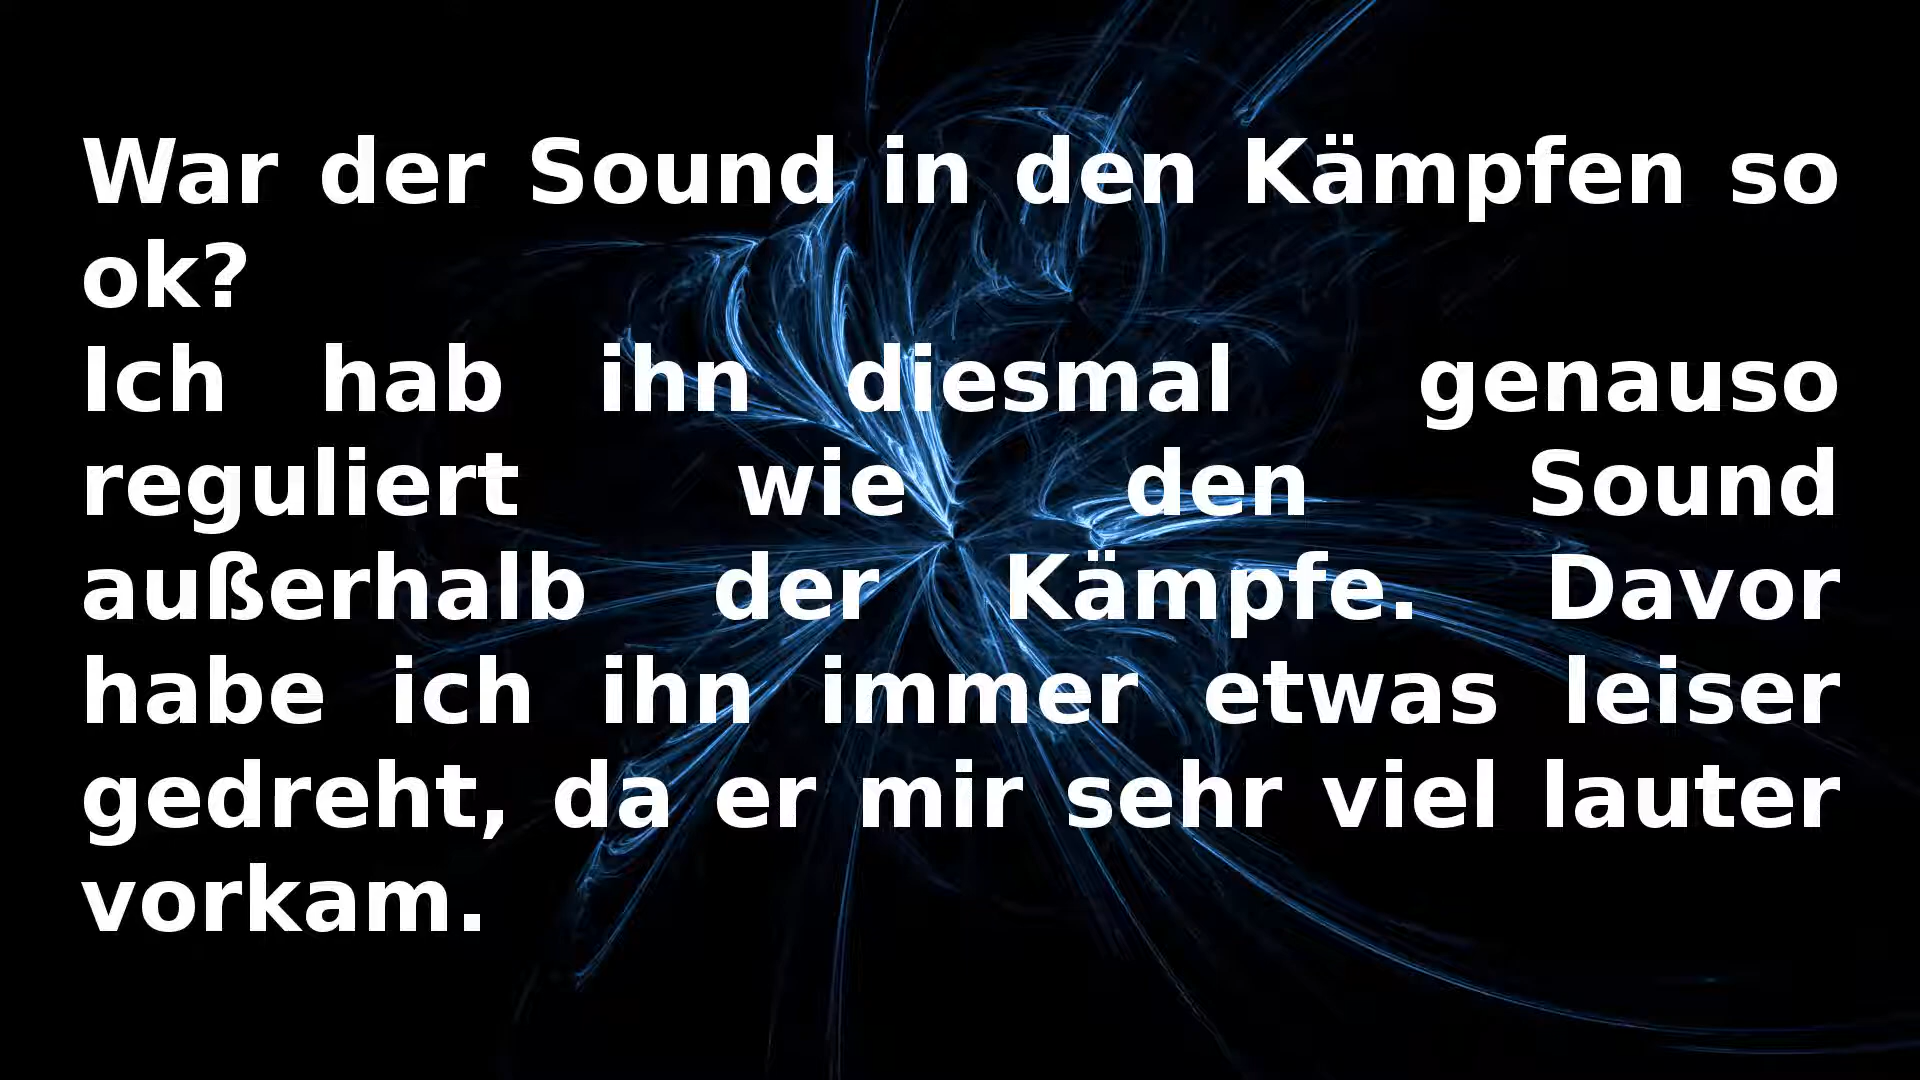 War der Sound in den Kämpfen so
ok?
Ich hab ihn diesmal genauso
reguliert wie den Sound
außerhalb der Kämpfe. Davor
habe ich ihn immer etwas leiser
gedreht, da er mir sehr viel lauter
vorkam.